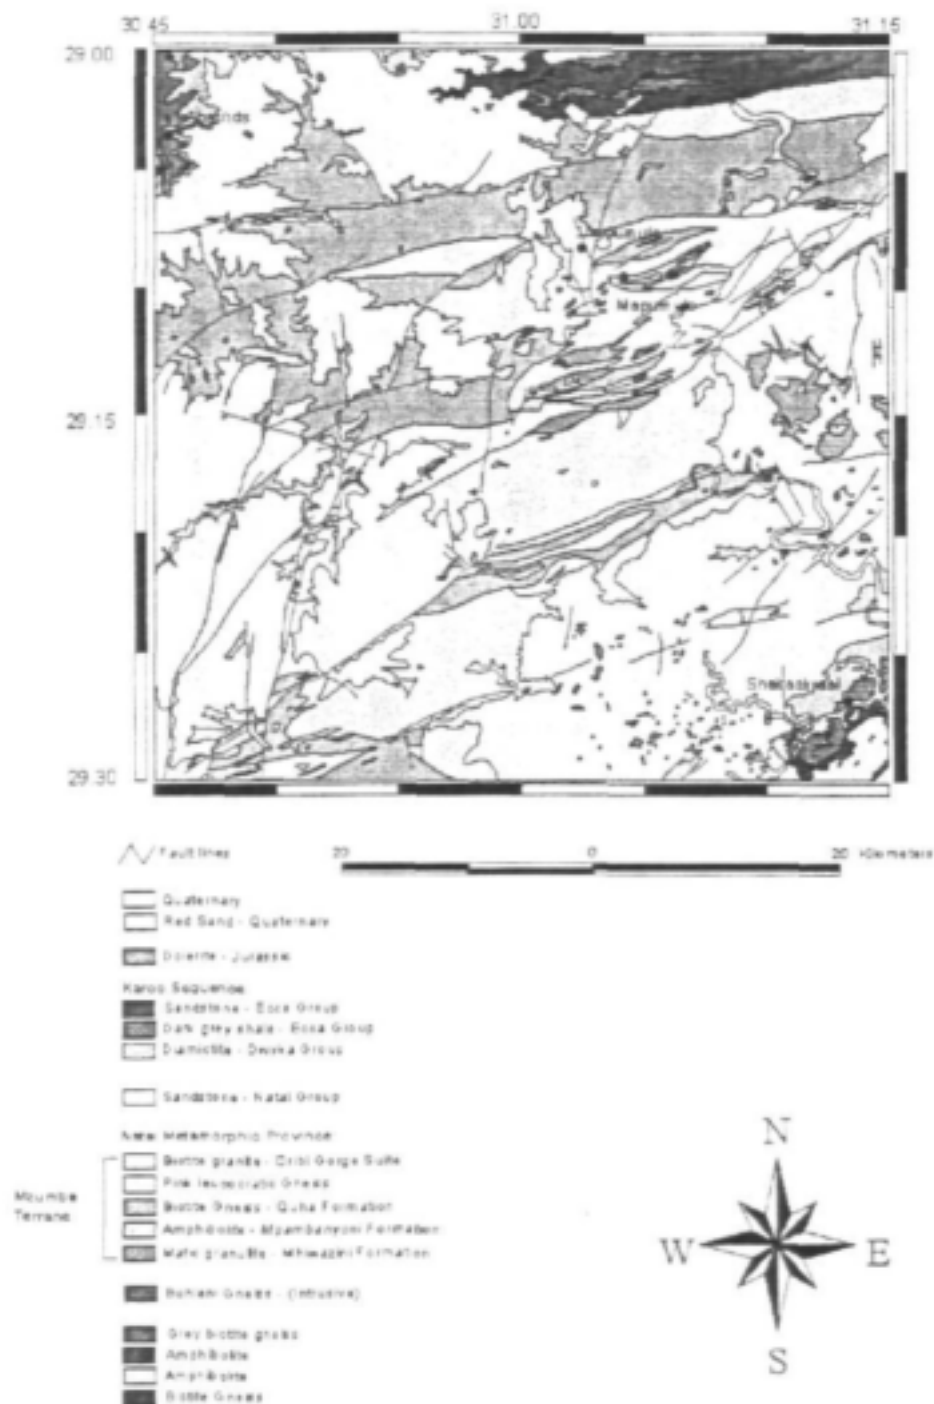 30.45 31.00 31.15
29.00
29.15
29.30
Fault lines
20 0 20 Kilometers
Quaternary
Red Sand - Quaternary
Dolerite - Jurassic
Karoo Sequence
Sandstone - Ecca Group
Dark grey shale - Ecca Group
Diamictite - Dwyka Group
Sandstone - Natal Group
Natal Metamorphic Province
Mzumbe
Terrane
Biotite granite - Oribi Gorge Suite
Pink leucocratic Gneiss
Biotite Gneiss - Quha Formation
Amphibolite - Mpambanyoni Formation
Mafic granulite - Mhlwazini Formation
Gneiss - (Intrusive)
Grey biotite gneiss
Amphibolite
Amphibolite
Biotite Gneiss
N
W E
S